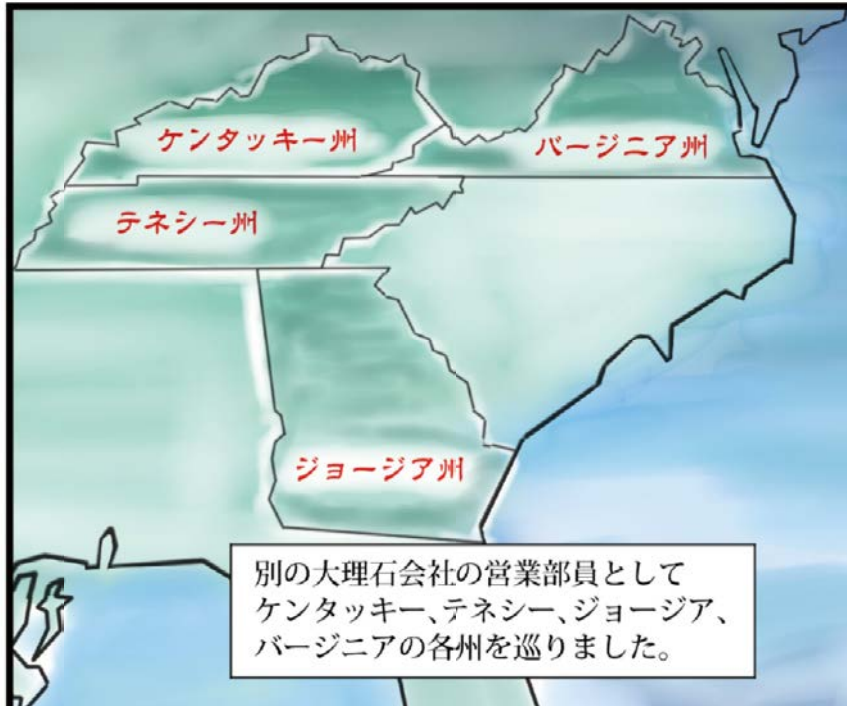 ケンタッキー州
バージニア州
テネシー州
ジョージア州
別の大理石会社の営業部員として
ケンタッキー、テネシー、ジョージア、
バージニアの各州を巡りました。